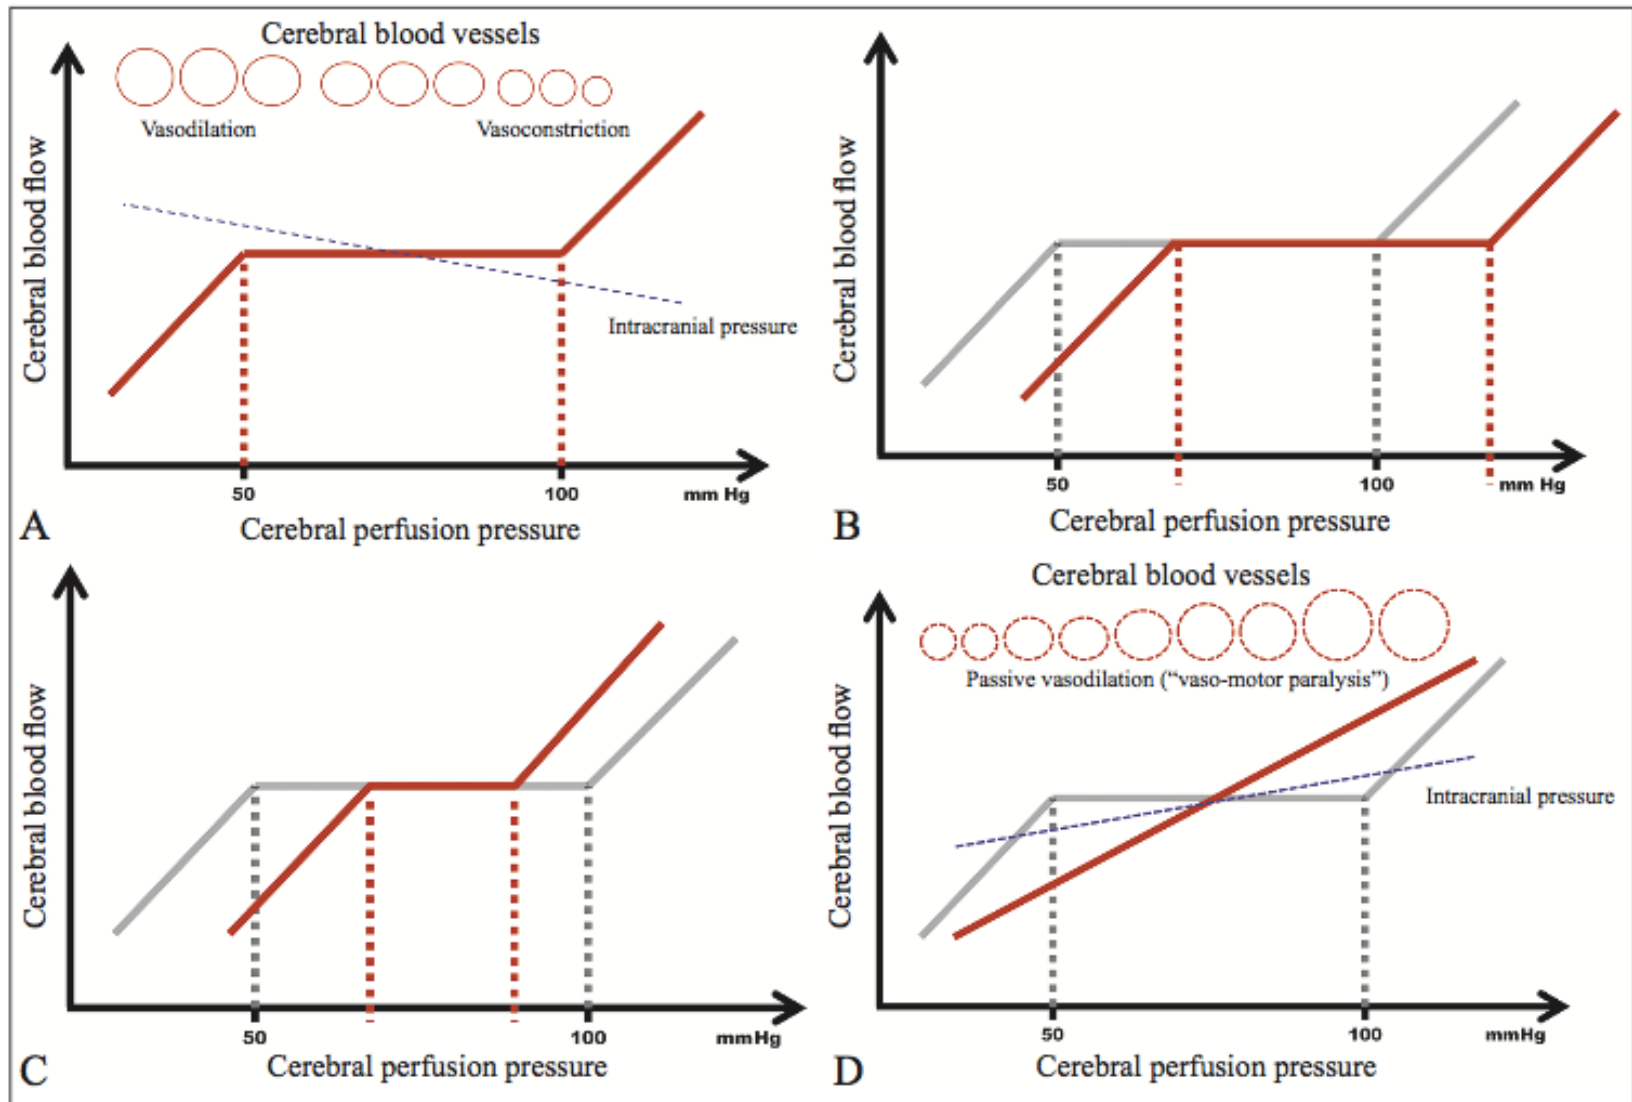 Cerebral blood vessels
Vasodilation
Vasoconstriction
Cerebral blood flow
Intracranial pressure
50
100
mm Hg
A
Cerebral perfusion pressure
Cerebral blood flow
50
100
mm Hg
B
Cerebral perfusion pressure
Cerebral blood flow
50
100
mmHg
C
Cerebral perfusion pressure
Cerebral blood vessels
Passive vasodilation (“vaso-motor paralysis”)
Cerebral blood flow
Intracranial pressure
50
100
mmHg
D
Cerebral perfusion pressure